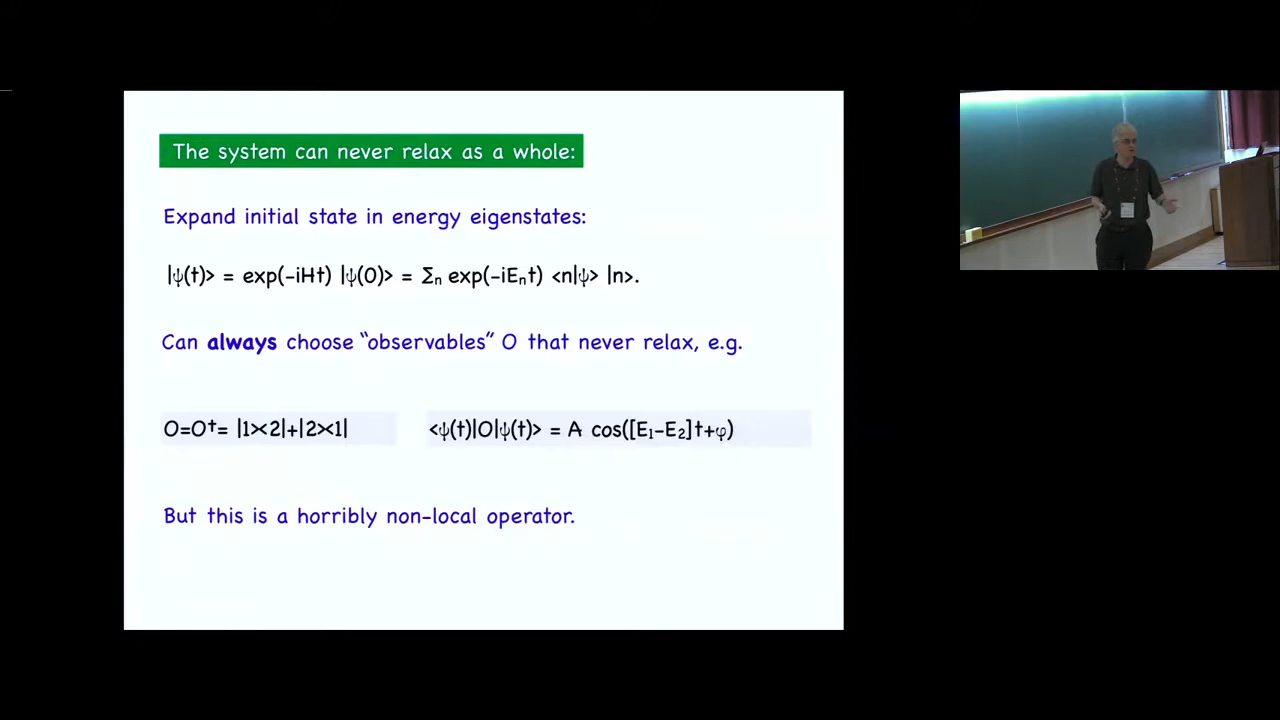 The system can never relax as a whole:
Expand initial state in energy eigenstates:
|ψ(t)> = exp(-iHt) |ψ(0)> = Σₙ exp(-iEₙt) <n|ψ> |n>.
Can always choose “observables” O that never relax, e.g.
O=O†= |1><2|+|2><1| <ψ(t)|O|ψ(t)> = A cos([E₁-E₂]t+φ)
But this is a horribly non-local operator.